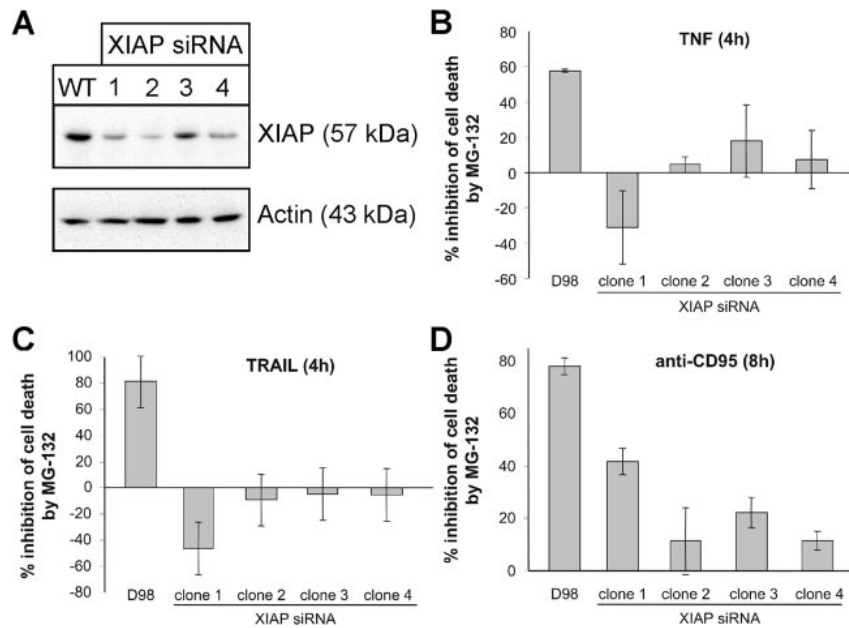 A
XIAP siRNA
WT 1 2 3 4
XIAP (57 kDa)
Actin (43 kDa)
B
TNF (4h)
% inhibition of cell death
by MG-132
80
60
40
20
0
-20
-40
-60
D98 clone 1 clone 2 clone 3 clone 4
XIAP siRNA
C
TRAIL (4h)
% inhibition of cell death
by MG-132
100
80
60
40
20
0
-20
-40
-60
-80
D98 clone 1 clone 2 clone 3 clone 4
XIAP siRNA
D
anti-CD95 (8h)
% inhibition of cell death
by MG-132
80
60
40
20
0
D98 clone 1 clone 2 clone 3 clone 4
XIAP siRNA